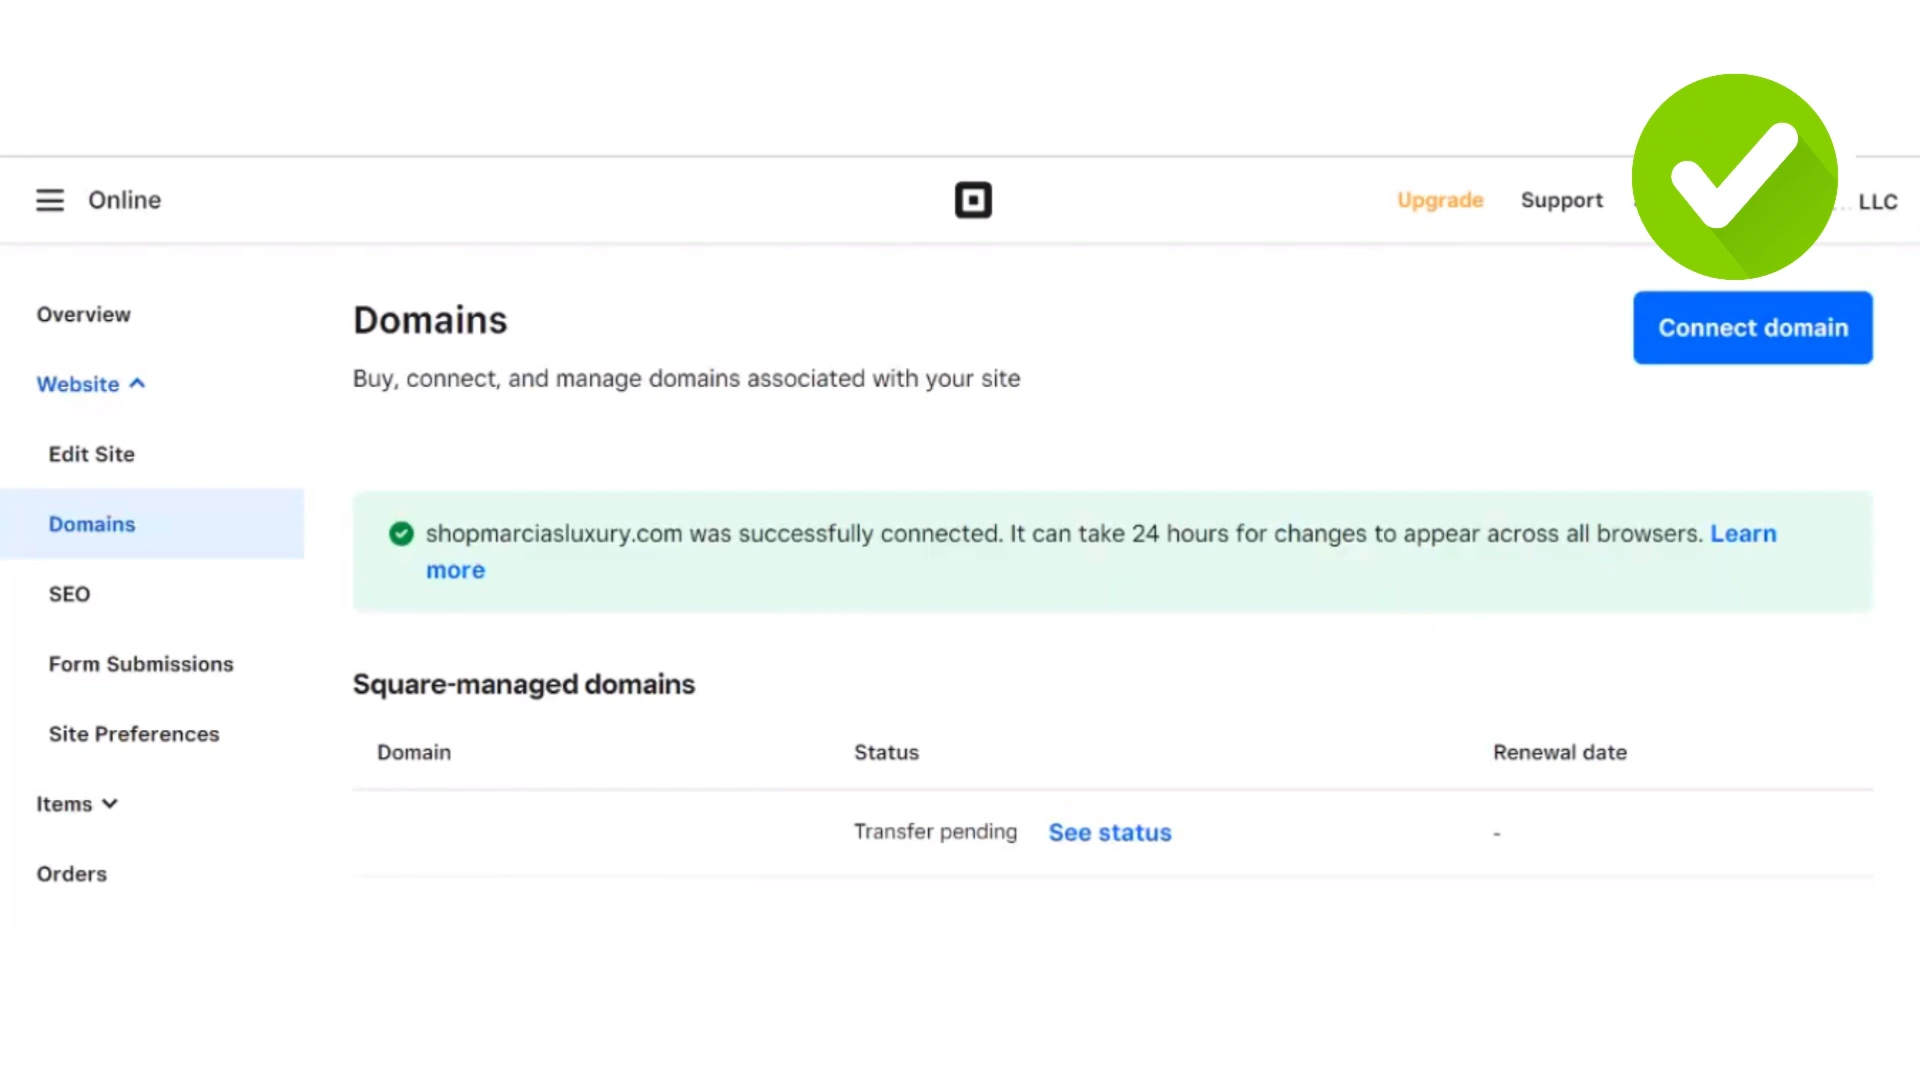 Online
Upgrade Support LLC
Overview
Website
Edit Site
Domains
SEO
Form Submissions
Site Preferences
Items
Orders
Domains
Connect domain
Buy, connect, and manage domains associated with your site
shopmarciasluxury.com was successfully connected. It can take 24 hours for changes to appear across all browsers. Learn
more
Square-managed domains
Domain Status Renewal date
Transfer pending See status -